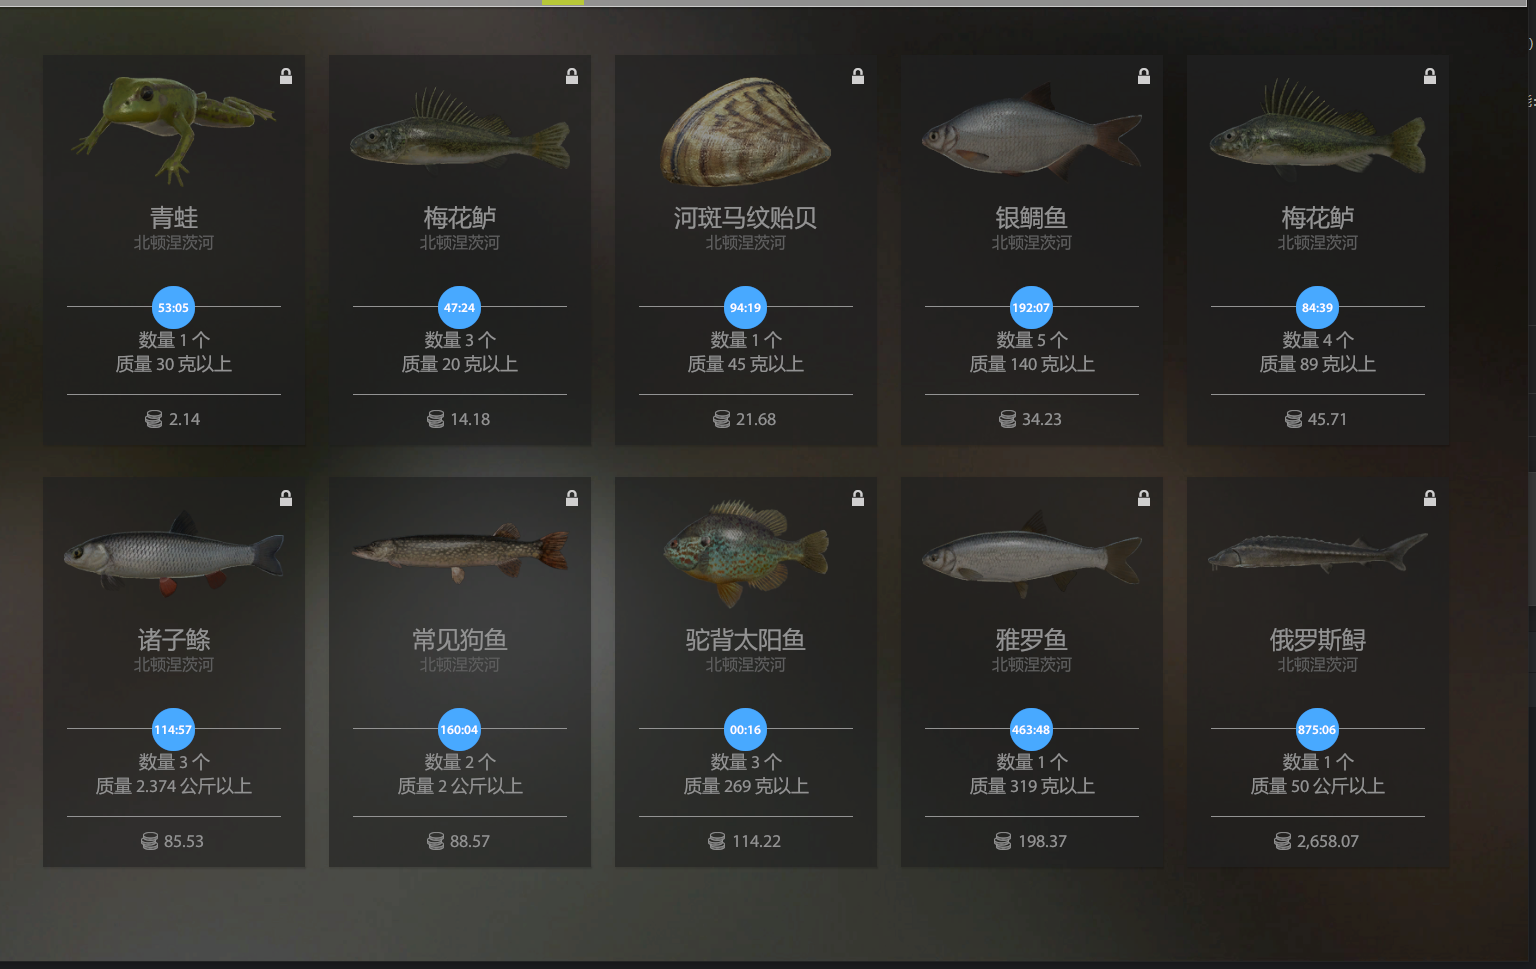 青蛙
北顿涅茨河
53:05
数量 1 个
质量 30 克以上
2.14
梅花鲈
北顿涅茨河
47:24
数量 3 个
质量 20 克以上
14.18
河斑马纹贻贝
北顿涅茨河
94:19
数量 1 个
质量 45 克以上
21.68
银鲷鱼
北顿涅茨河
192:07
数量 5 个
质量 140 克以上
34.23
梅花鲈
北顿涅茨河
84:39
数量 4 个
质量 89 克以上
45.71
诸子鲦
北顿涅茨河
114:57
数量 3 个
质量 2.374 公斤以上
85.53
常见狗鱼
北顿涅茨河
160:04
数量 2 个
质量 2 公斤以上
88.57
驼背太阳鱼
北顿涅茨河
00:16
数量 3 个
质量 269 克以上
114.22
雅罗鱼
北顿涅茨河
463:48
数量 1 个
质量 319 克以上
198.37
俄罗斯鲟
北顿涅茨河
875:06
数量 1 个
质量 50 公斤以上
2,658.07